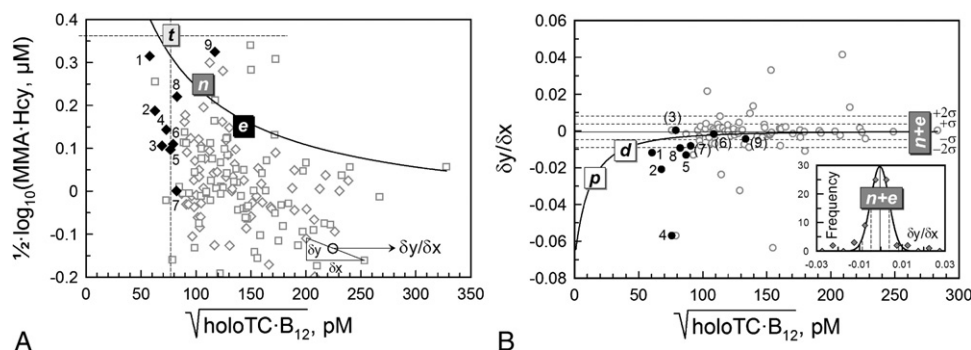 A
½·log₁₀(MMA·Hcy, µM)
0.4
0.3
0.2
0.1
0
-0.1
-0.2
t
n
e
1
2
3
4
5
6
7
8
9
δy
δx
δy/δx
0 50 100 150 200 250 300 350
√holoTC·B₁₂, pM
B
δy/δx
0.08
0.06
0.04
0.02
0
-0.02
-0.04
-0.06
-0.08
p
d
n+e
+2σ
+σ
-σ
-2σ
(3)
1
2
8
5
(7)
(6)
(9)
4
Frequency
30
20
10
0
n+e
δy/δx
-0.03 -0.01 0.01 0.03
0 50 100 150 200 250 300
√holoTC·B₁₂, pM